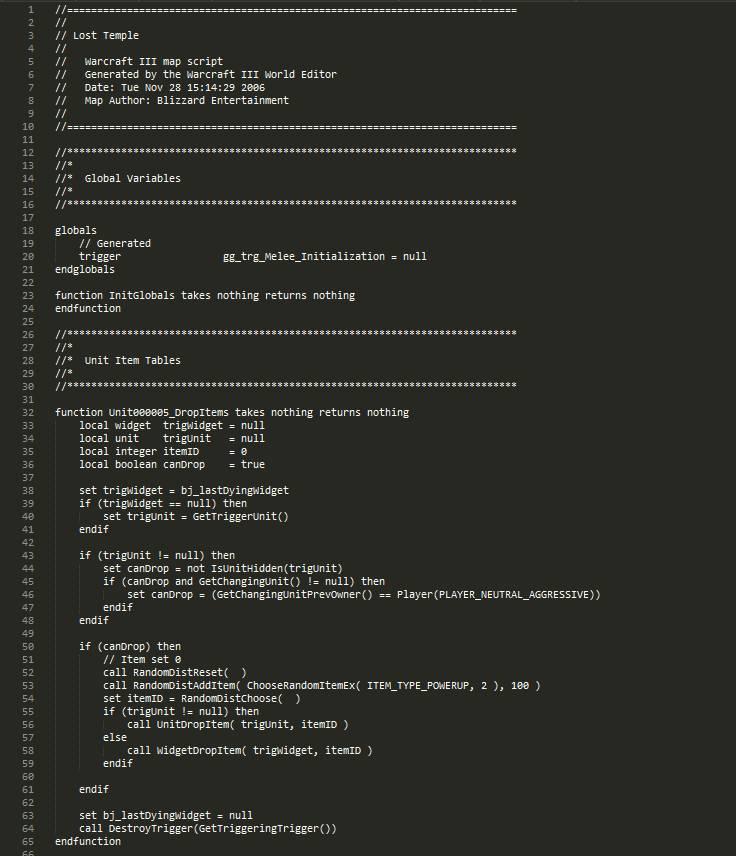 1 //===========================================================================
2 //
3 // Lost Temple
4 //
5 //   Warcraft III map script
6 //   Generated by the Warcraft III World Editor
7 //   Date: Tue Nov 28 15:14:29 2006
8 //   Map Author: Blizzard Entertainment
9 //
10 //===========================================================================
11
12 //***************************************************************************
13 //*
14 //*  Global Variables
15 //*
16 //***************************************************************************
17
18 globals
19     // Generated
20     trigger                 gg_trg_Melee_Initialization = null
21 endglobals
22
23 function InitGlobals takes nothing returns nothing
24 endfunction
25
26 //***************************************************************************
27 //*
28 //*  Unit Item Tables
29 //*
30 //***************************************************************************
31
32 function Unit000005_DropItems takes nothing returns nothing
33     local widget  trigWidget = null
34     local unit    trigUnit   = null
35     local integer itemID     = 0
36     local boolean canDrop    = true
37
38     set trigWidget = bj_lastDyingWidget
39     if (trigWidget == null) then
40         set trigUnit = GetTriggerUnit()
41     endif
42
43     if (trigUnit != null) then
44         set canDrop = not IsUnitHidden(trigUnit)
45         if (canDrop and GetChangingUnit() != null) then
46             set canDrop = (GetChangingUnitPrevOwner() == Player(PLAYER_NEUTRAL_AGGRESSIVE))
47         endif
48     endif
49
50     if (canDrop) then
51         // Item set 0
52         call RandomDistReset(  )
53         call RandomDistAddItem( ChooseRandomItemEx( ITEM_TYPE_POWERUP, 2 ), 100 )
54         set itemID = RandomDistChoose(  )
55         if (trigUnit != null) then
56             call UnitDropItem( trigUnit, itemID )
57         else
58             call WidgetDropItem( trigWidget, itemID )
59         endif
60
61     endif
62
63     set bj_lastDyingWidget = null
64     call DestroyTrigger(GetTriggeringTrigger())
65 endfunction
66